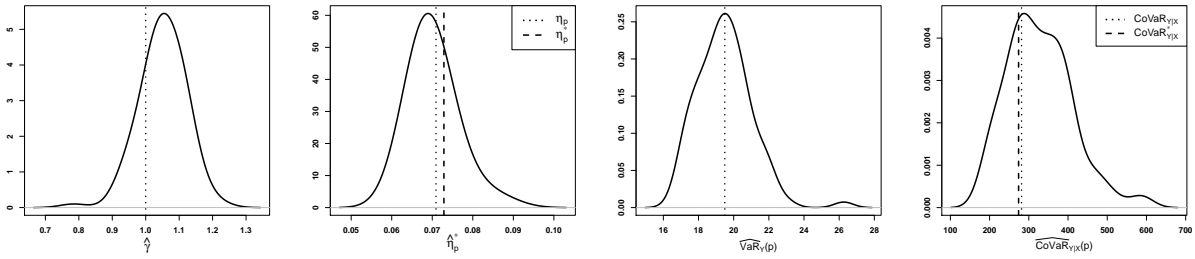 0 1 2 3 4 5
0.7 0.8 0.9 1.0 1.1 1.2 1.3
γ̂
0 10 20 30 40 50 60
0.05 0.06 0.07 0.08 0.09 0.10
η̂*p
ηp
η*p
0.00 0.05 0.10 0.15 0.20 0.25
16 18 20 22 24 26 28
V͡aRY(p)
0.000 0.001 0.002 0.003 0.004
100 200 300 400 500 600 700
C͡oVaRY|X(p)
CoVaRY|X
CoVaR*Y|X